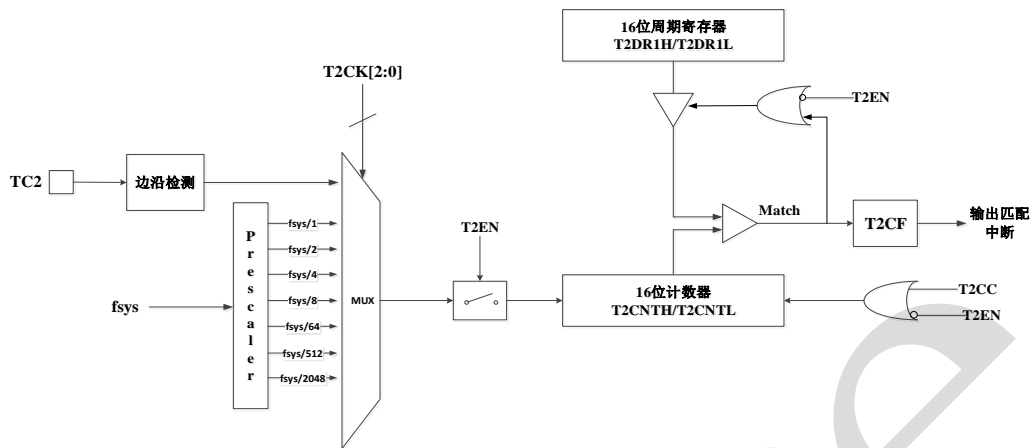 16位周期寄存器
T2DR1H/T2DR1L
T2CK[2:0]
T2EN
TC2
边沿检测
Match
T2CF
输出匹配
中断
Prescaler
fsys/1
fsys/2
fsys/4
fsys/8
fsys/64
fsys/512
fsys/2048
fsys
MUX
T2EN
16位计数器
T2CNTH/T2CNTL
T2CC
T2EN